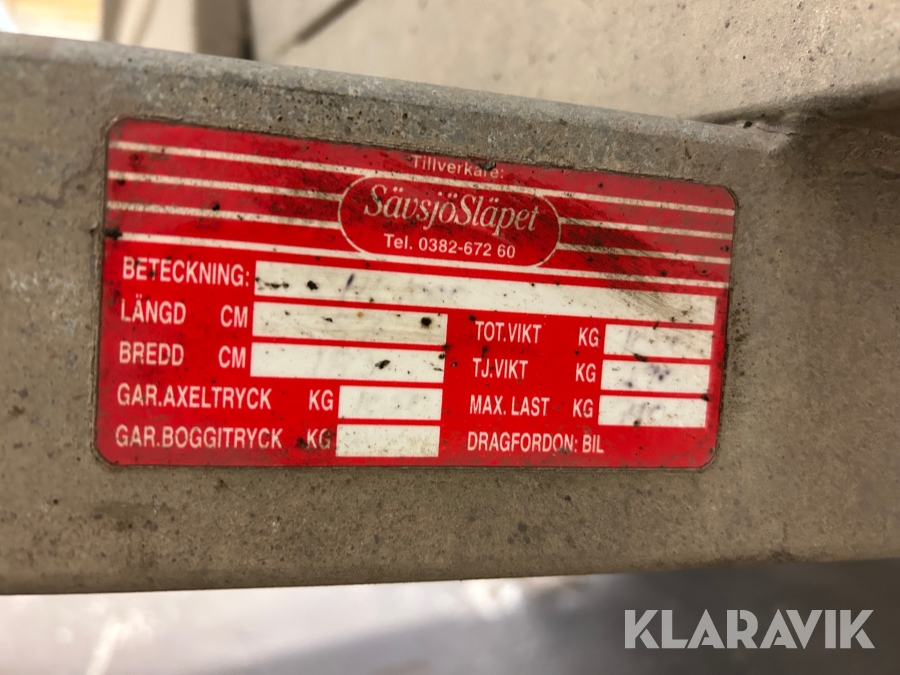 Tillverkare:
SävsjöSläpet
Tel. 0382-672 60
BETECKNING:
LÄNGD CM
BREDD CM
GAR.AXELTRYCK KG
GAR.BOGGITRYCK KG
TOT.VIKT KG
TJ.VIKT KG
MAX. LAST KG
DRAGFORDON: BIL
KLARAVIK